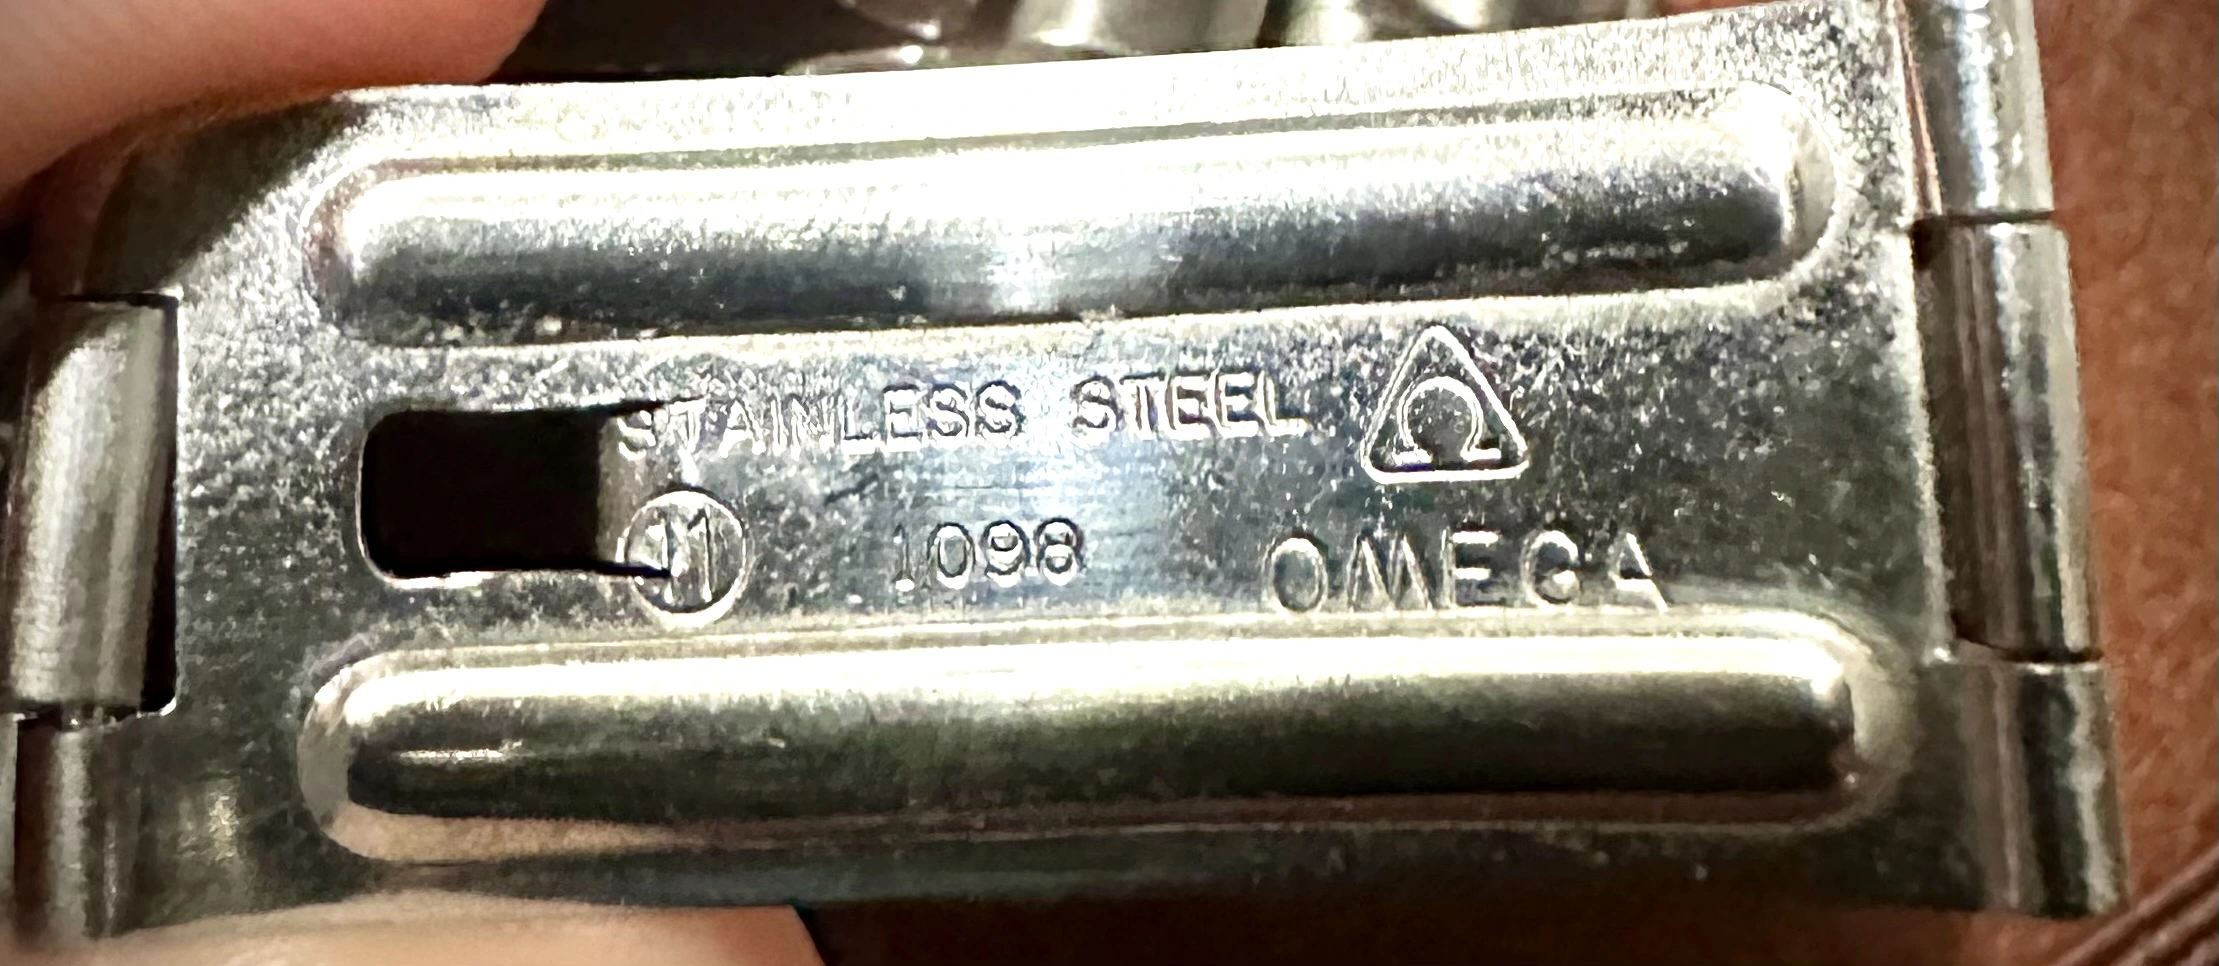 STAINLESS STEEL Ω
11 1098 OMEGA